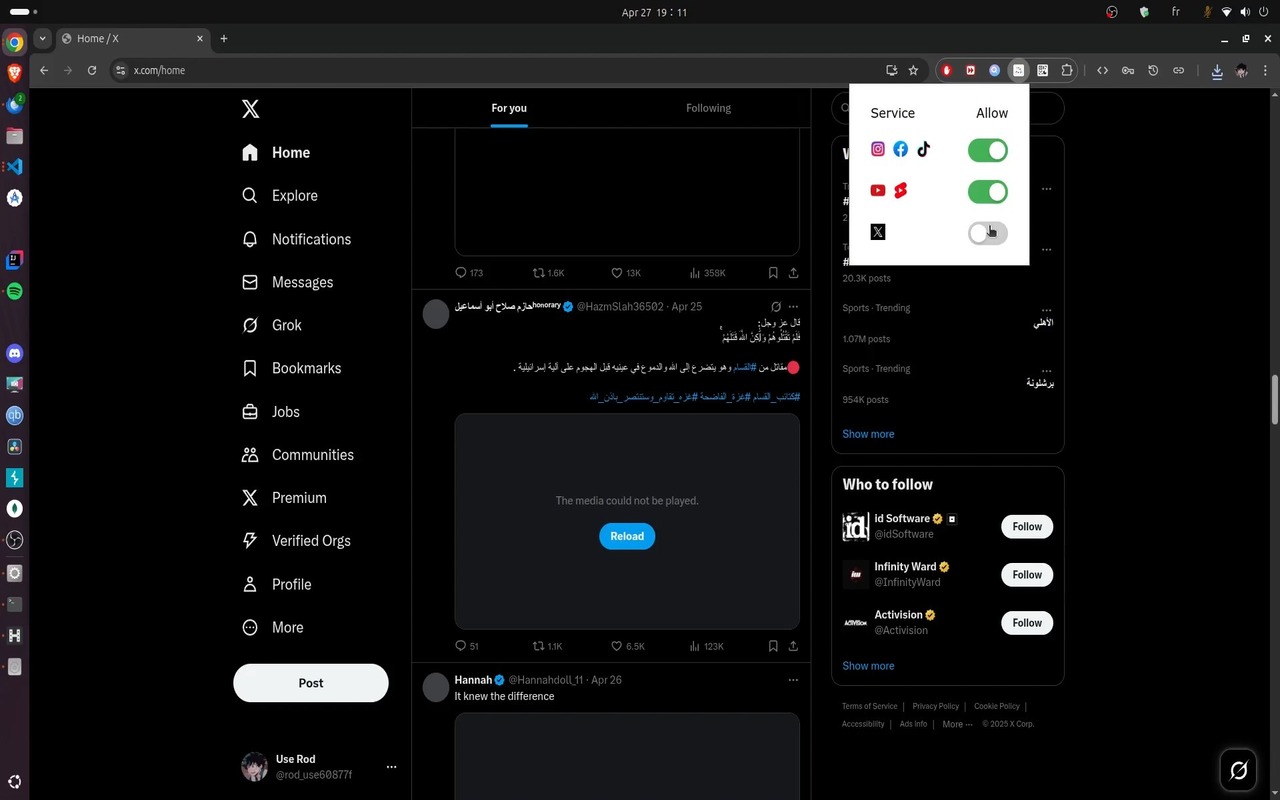 Apr 27 19 : 11
fr
Home / X
x.com/home
Service
Allow
For you
Following
Home
Explore
Notifications
Messages
Grok
Bookmarks
Jobs
Communities
Premium
Verified Orgs
Profile
More
Post
Use Rod
@rod_use60877f
173
1.6K
13K
358K
حازم صلاح أبو أسماعيلʰᵒⁿᵒʳᵃʳʸ @HazmSlah36502 · Apr 25
قال عز وجل:
فَلَمْ تَقْتُلُوهُمْ وَلَٰكِنَّ اللَّهَ قَتَلَهُمْ ۚ
مقاتل من #القسام وهو يتضرع إلى الله والدموع في عينيه قبل الهجوم على آلية إسرائيلية .
#كتائب_القسام #غزة_الفاضحة #غزه_تقاوم_وستنتصر_باذن_الله
The media could not be played.
Reload
51
1.1K
6.5K
123K
Hannah @Hannahdoll_11 · Apr 26
It knew the difference
20.3K posts
Sports · Trending
الأهلي
1.07M posts
Sports · Trending
برشلونة
954K posts
Show more
Who to follow
id Software
@idSoftware
Follow
Infinity Ward
@InfinityWard
Follow
Activision
@Activision
Follow
Show more
Terms of Service | Privacy Policy | Cookie Policy |
Accessibility | Ads info | More ··· © 2025 X Corp.